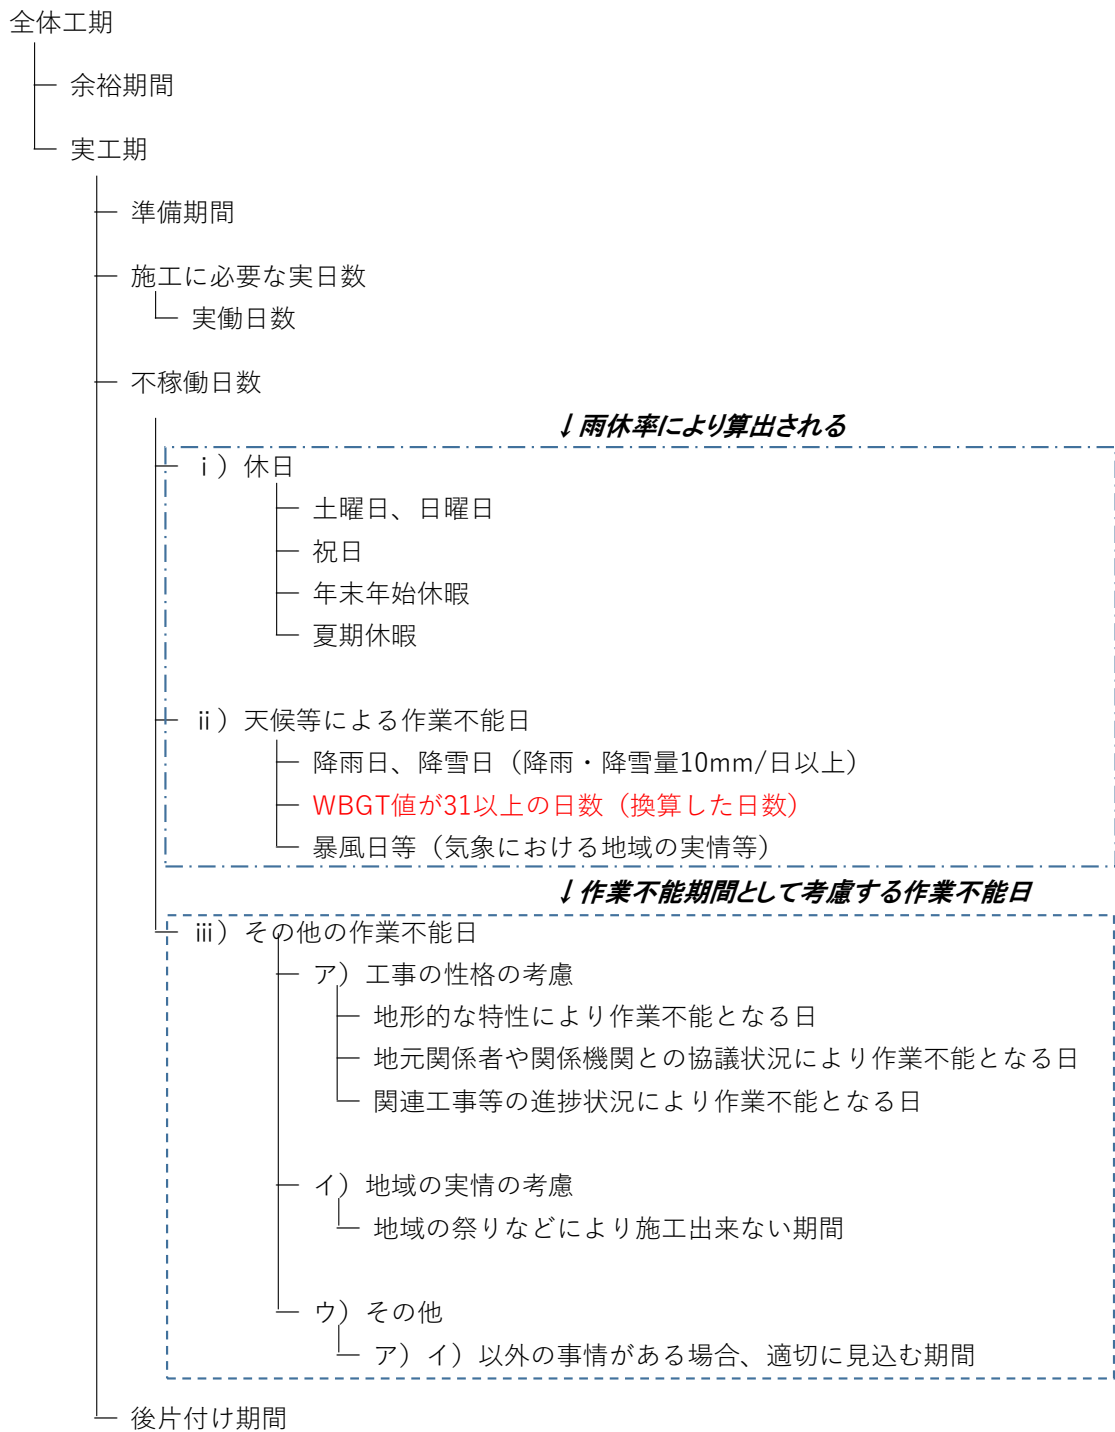 全体工期
余裕期間
実工期
準備期間
施工に必要な実日数
実働日数
不稼働日数
↓雨休率により算出される
ⅰ）休日
土曜日、日曜日
祝日
年末年始休暇
夏期休暇
ⅱ）天候等による作業不能日
降雨日、降雪日（降雨・降雪量10mm/日以上）
WBGT値が31以上の日数（換算した日数）
暴風日等（気象における地域の実情等）
↓作業不能期間として考慮する作業不能日
ⅲ）その他の作業不能日
ア）工事の性格の考慮
地形的な特性により作業不能となる日
地元関係者や関係機関との協議状況により作業不能となる日
関連工事等の進捗状況により作業不能となる日
イ）地域の実情の考慮
地域の祭りなどにより施工出来ない期間
ウ）その他
ア）イ）以外の事情がある場合、適切に見込む期間
後片付け期間